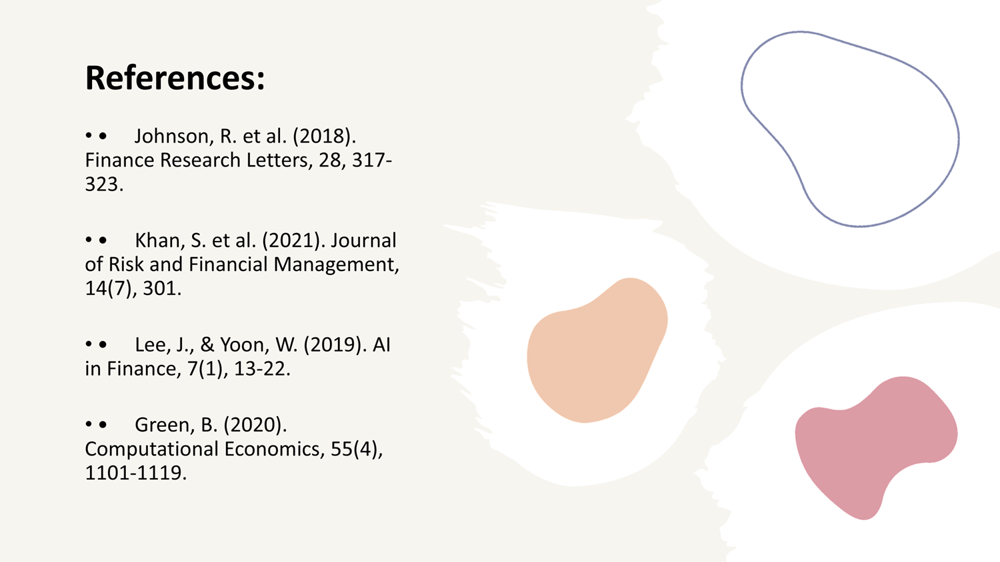 References:
• • Johnson, R. et al. (2018).
Finance Research Letters, 28, 317-
323.
• • Khan, S. et al. (2021). Journal
of Risk and Financial Management,
14(7), 301.
• • Lee, J., & Yoon, W. (2019). AI
in Finance, 7(1), 13-22.
• • Green, B. (2020).
Computational Economics, 55(4),
1101-1119.